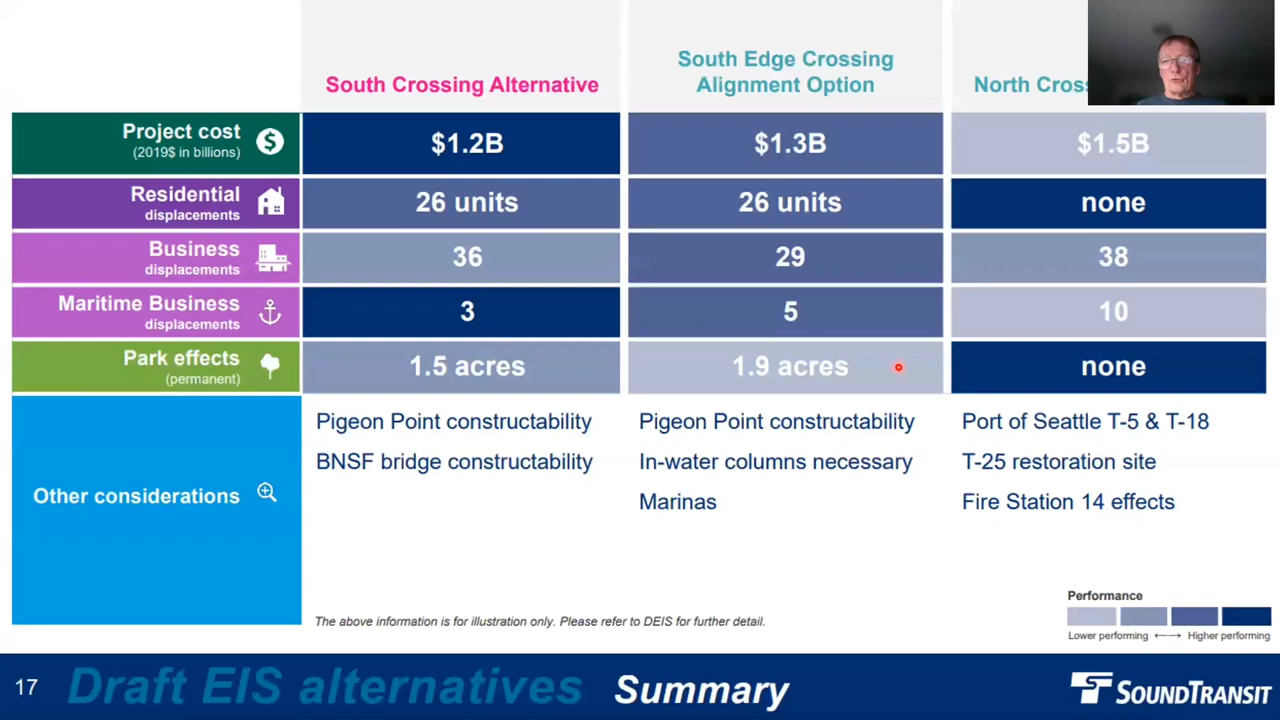 South Crossing Alternative
South Edge Crossing
Alignment Option
North
Project cost
(2019$ in billions)
$1.2B
$1.3B
$1.5B
Residential
displacements
26 units
26 units
none
Business
displacements
36
29
38
Maritime Business
displacements
3
5
10
Park effects
(permanent)
1.5 acres
1.9 acres
none
Other considerations
Pigeon Point constructability
BNSF bridge constructability
Pigeon Point constructability
In-water columns necessary
Marinas
Port of Seattle T-5 & T-18
T-25 restoration site
Fire Station 14 effects
Performance
Lower performing
Higher performing
The above information is for illustration only. Please refer to DEIS for further detail.
17
Draft EIS alternatives
Summary
SOUNDTRANSIT